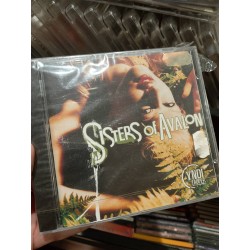 SISTERS OF AVALON
CYNDI
LAUPER